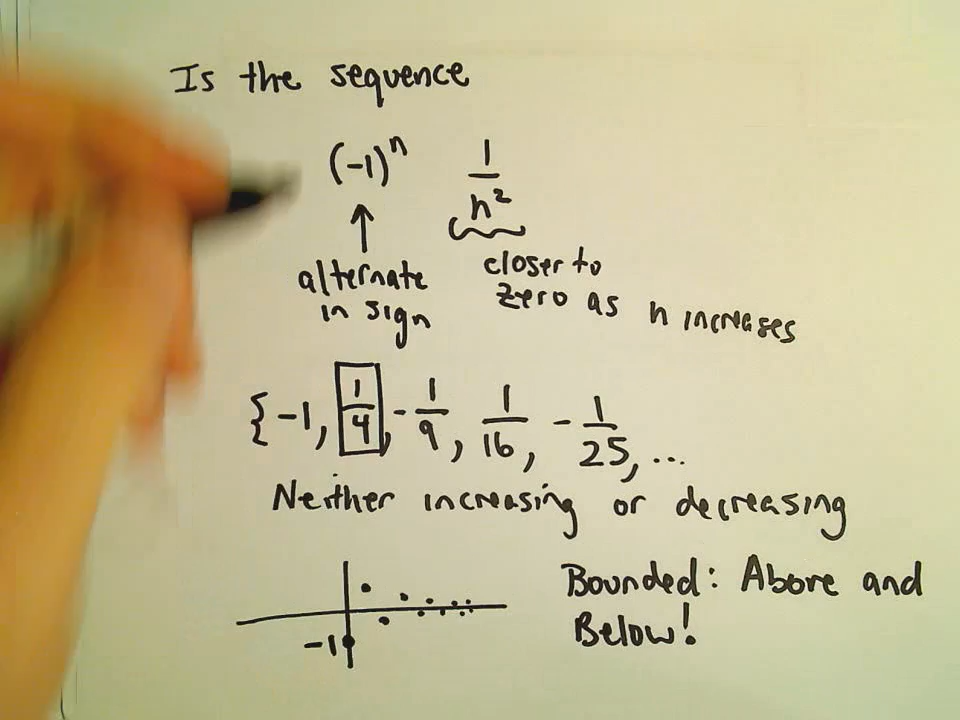 Is the sequence
(-1)^n 1/n^2
alternate in sign
closer to zero as n increases
{-1, 1/4, -1/9, 1/16, -1/25, ...
Neither increasing or decreasing
Bounded: Above and
Below!
-1